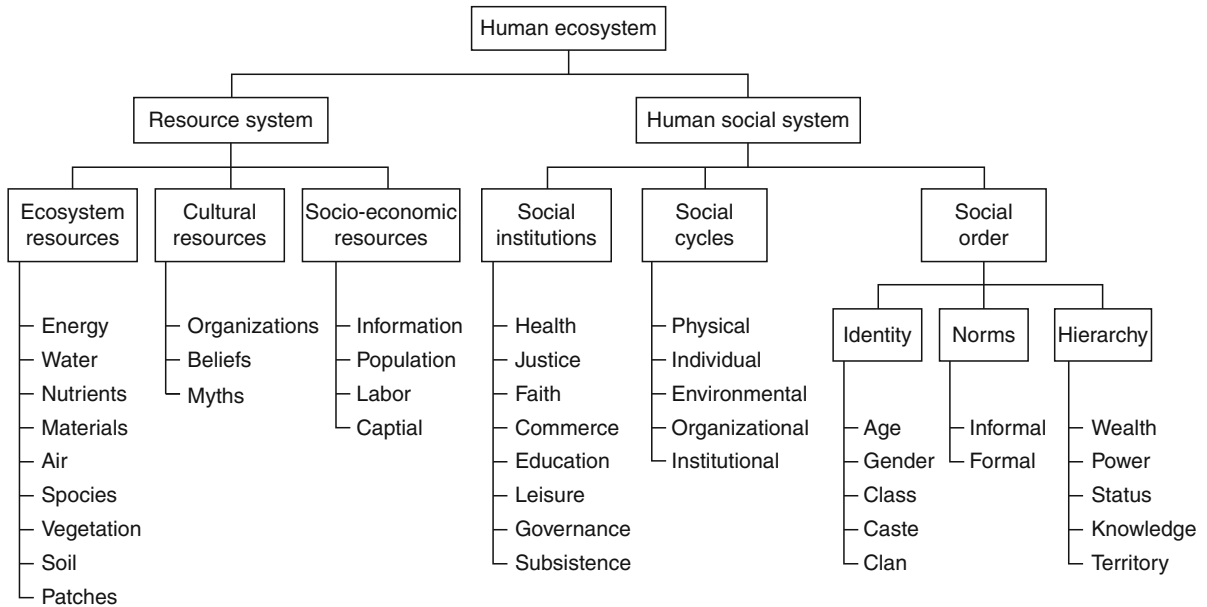 Human ecosystem
Resource system
Human social system
Ecosystem
resources
Cultural
resources
Socio-economic
resources
Social
institutions
Social
cycles
Social
order
Energy
Water
Nutrients
Materials
Air
Spocies
Vegetation
Soil
Patches
Organizations
Beliefs
Myths
Information
Population
Labor
Captial
Health
Justice
Faith
Commerce
Education
Leisure
Governance
Subsistence
Physical
Individual
Environmental
Organizational
Institutional
Identity
Norms
Hierarchy
Age
Gender
Class
Caste
Clan
Informal
Formal
Wealth
Power
Status
Knowledge
Territory